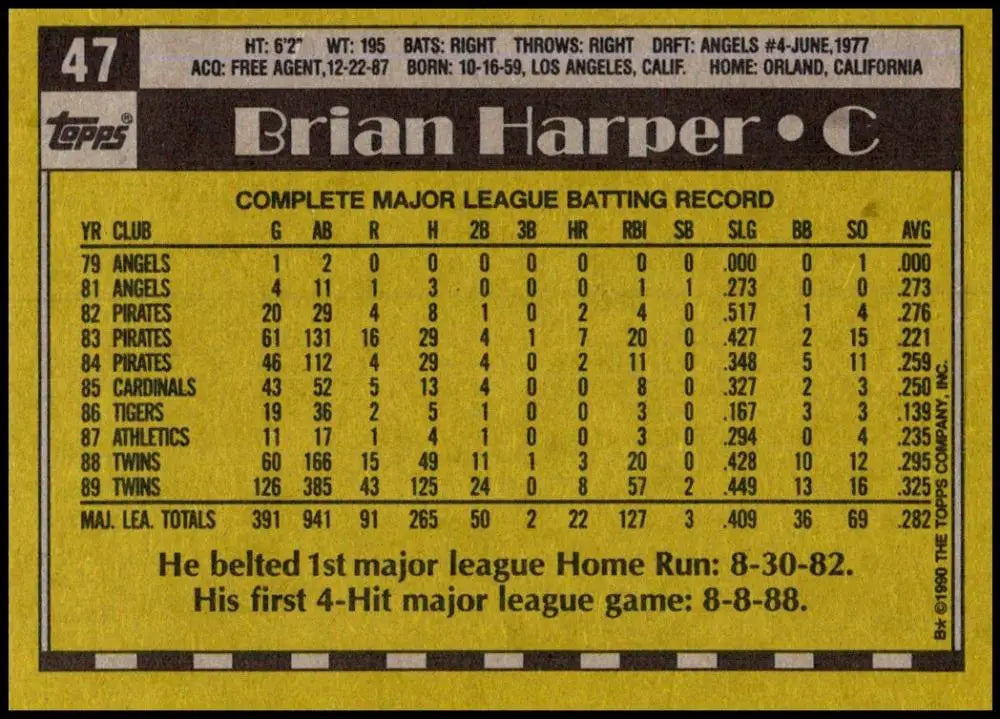 47
HT: 6'2" WT: 195 BATS: RIGHT THROWS: RIGHT DRFT: ANGELS #4-JUNE,1977
ACQ: FREE AGENT,12-22-87 BORN: 10-16-59, LOS ANGELES, CALIF. HOME: ORLAND, CALIFORNIA
topps®
Brian Harper • C
COMPLETE MAJOR LEAGUE BATTING RECORD
YR CLUB G AB R H 2B 3B HR RBI SB SLG BB SO AVG
79 ANGELS 1 2 0 0 0 0 0 0 0 .000 0 1 .000
81 ANGELS 4 11 1 3 0 0 0 1 1 .273 0 0 .273
82 PIRATES 20 29 4 8 1 0 2 4 0 .517 1 4 .276
83 PIRATES 61 131 16 29 4 1 7 20 0 .427 2 15 .221
84 PIRATES 46 112 4 29 4 0 2 11 0 .348 5 11 .259
85 CARDINALS 43 52 5 13 4 0 0 8 0 .327 2 3 .250
86 TIGERS 19 36 2 5 1 0 0 3 0 .167 3 3 .139
87 ATHLETICS 11 17 1 4 1 0 0 3 0 .294 0 4 .235
88 TWINS 60 166 15 49 11 1 3 20 0 .428 10 12 .295
89 TWINS 126 385 43 125 24 0 8 57 2 .449 13 16 .325
MAJ. LEA. TOTALS 391 941 91 265 50 2 22 127 3 .409 36 69 .282
He belted 1st major league Home Run: 8-30-82.
His first 4-Hit major league game: 8-8-88.
B* ©1990 THE TOPPS COMPANY, INC.